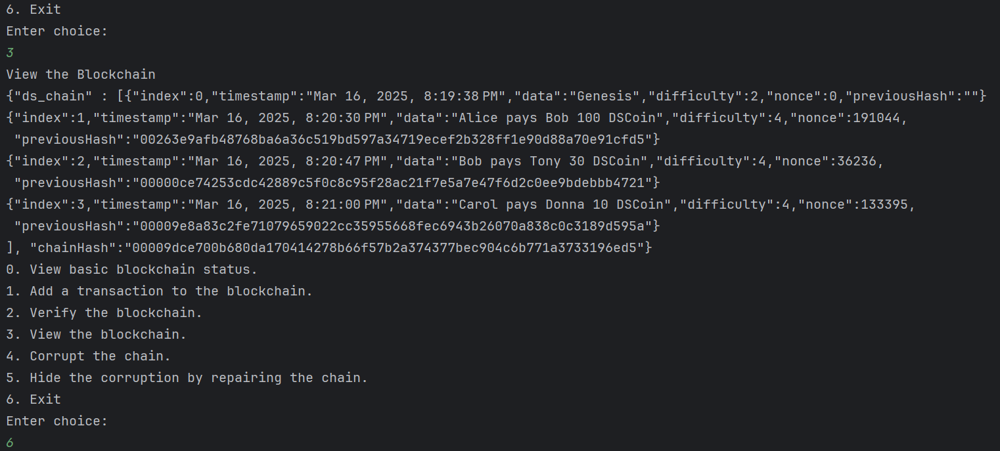 6. Exit
Enter choice:
3
View the Blockchain
{"ds_chain" : [{"index":0,"timestamp":"Mar 16, 2025, 8:19:38 PM","data":"Genesis","difficulty":2,"nonce":0,"previousHash":""}
{"index":1,"timestamp":"Mar 16, 2025, 8:20:30 PM","data":"Alice pays Bob 100 DSCoin","difficulty":4,"nonce":191044,
 "previousHash":"00263e9afb48768ba6a36c519bd597a34719ecef2b328ff1e90d88a70e91cfd5"}
{"index":2,"timestamp":"Mar 16, 2025, 8:20:47 PM","data":"Bob pays Tony 30 DSCoin","difficulty":4,"nonce":36236,
 "previousHash":"00000ce74253cdc42889c5f0c8c95f28ac21f7e5a7e47f6d2c0ee9bdebbb4721"}
{"index":3,"timestamp":"Mar 16, 2025, 8:21:00 PM","data":"Carol pays Donna 10 DSCoin","difficulty":4,"nonce":133395,
 "previousHash":"00009e8a83c2fe71079659022cc35955668fec6943b26070a838c0c3189d595a"}
], "chainHash":"00009dce700b680da170414278b66f57b2a374377bec904c6b771a3733196ed5"}
0. View basic blockchain status.
1. Add a transaction to the blockchain.
2. Verify the blockchain.
3. View the blockchain.
4. Corrupt the chain.
5. Hide the corruption by repairing the chain.
6. Exit
Enter choice:
6